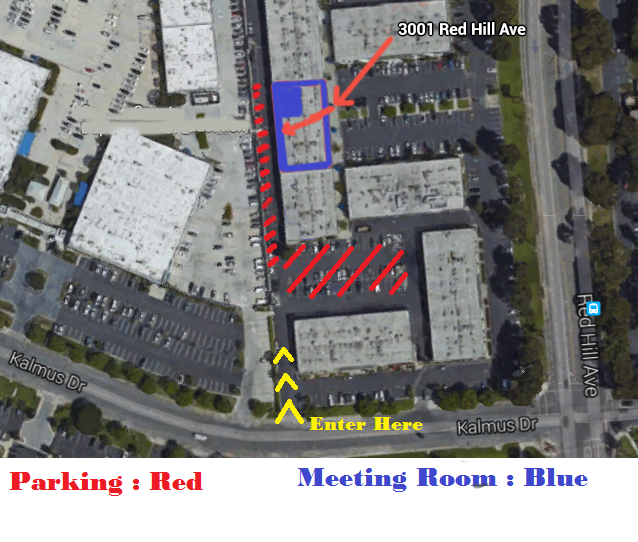 3001 Red Hill Ave
Red Hill Ave
Kalmus Dr
Enter Here
Kalmus Dr
Parking : Red
Meeting Room : Blue